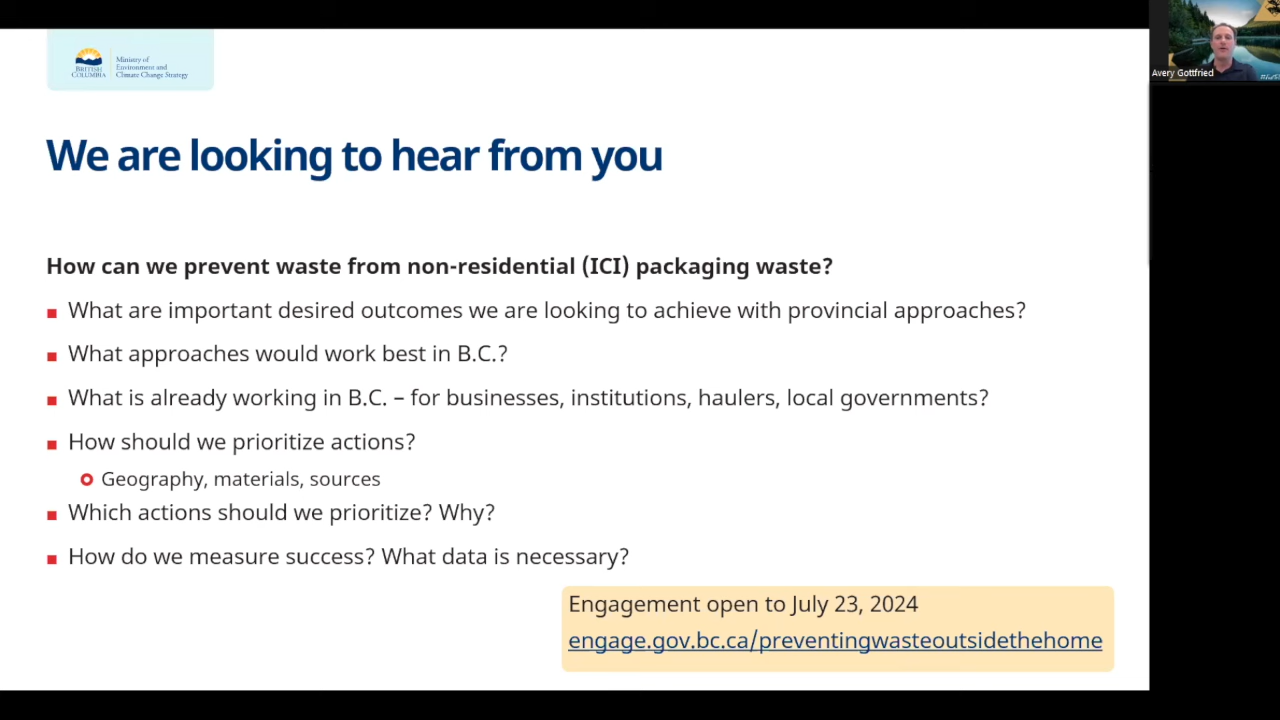 BRITISH
COLUMBIA
Ministry of
Environment and
Climate Change Strategy
Avery Gottfried
We are looking to hear from you
How can we prevent waste from non-residential (ICI) packaging waste?
What are important desired outcomes we are looking to achieve with provincial approaches?
What approaches would work best in B.C.?
What is already working in B.C. – for businesses, institutions, haulers, local governments?
How should we prioritize actions?
Geography, materials, sources
Which actions should we prioritize? Why?
How do we measure success? What data is necessary?
Engagement open to July 23, 2024
engage.gov.bc.ca/preventingwasteoutsidethehome